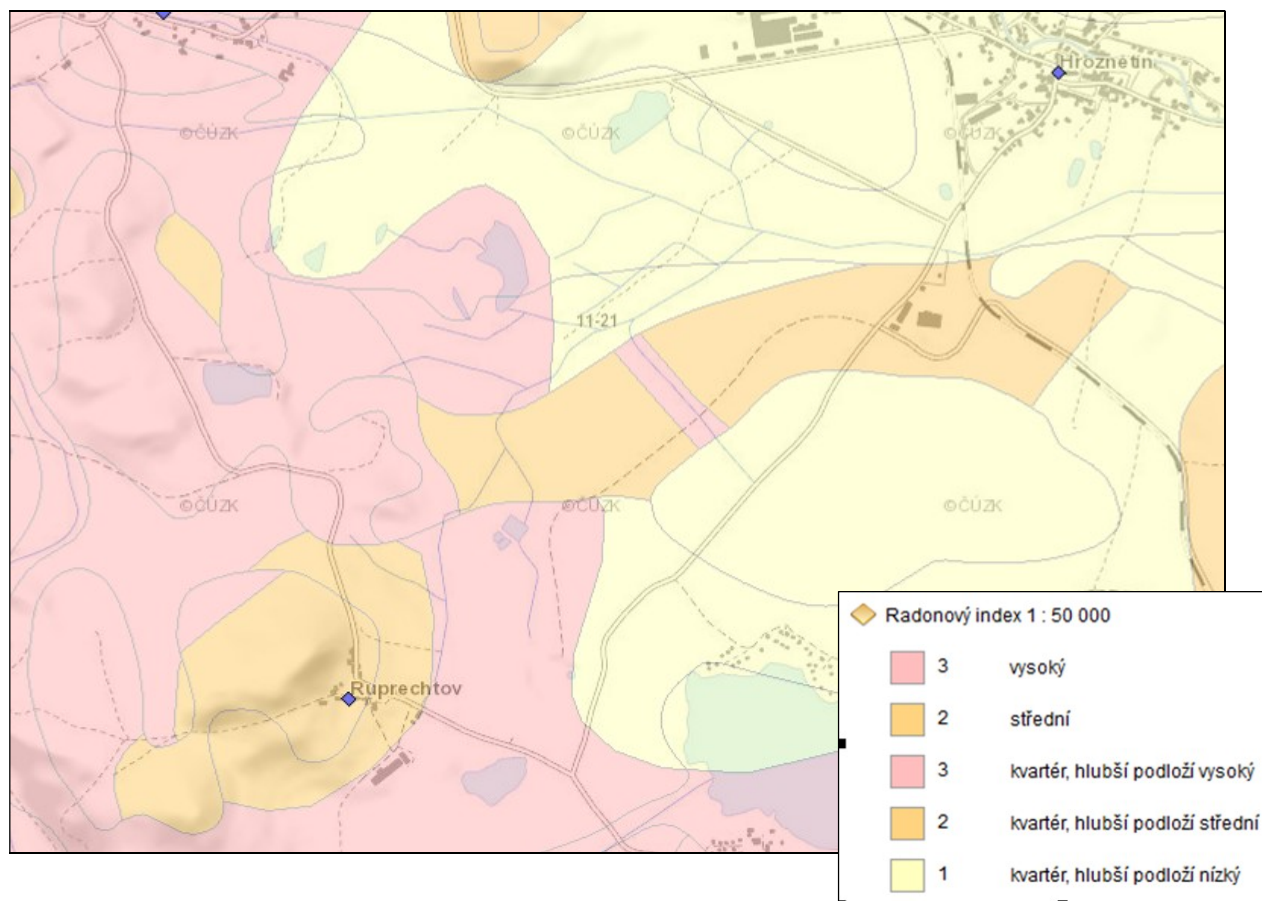 Hroznětín
©ČÚZK ©ČÚZK ©ČÚZK
11-21
©ČÚZK ©ČÚZK ©ČÚZK
Ruprechtov
Radonový index 1 : 50 000
3 vysoký
2 střední
3 kvartér, hlubší podloží vysoký
2 kvartér, hlubší podloží střední
1 kvartér, hlubší podloží nízký